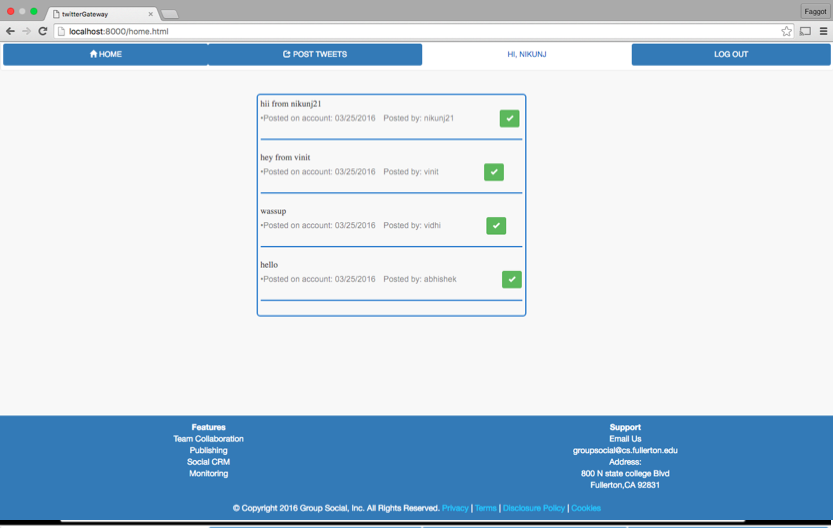 twitterGateway
Faggot
localhost:8000/home.html
HOME
POST TWEETS
Hi, NIKUNJ
LOG OUT
hii from nikunj21
•Posted on account: 03/25/2016 Posted by: nikunj21
hey from vinit
•Posted on account: 03/25/2016 Posted by: vinit
wassup
•Posted on account: 03/25/2016 Posted by: vidhi
hello
•Posted on account: 03/25/2016 Posted by: abhishek
Features
Team Collaboration
Publishing
Social CRM
Monitoring
Support
Email Us
groupsocial@cs.fullerton.edu
Address:
800 N state college Blvd
Fullerton,CA 92831
© Copyright 2016 Group Social, Inc. All Rights Reserved. Privacy | Terms | Disclosure Policy | Cookies